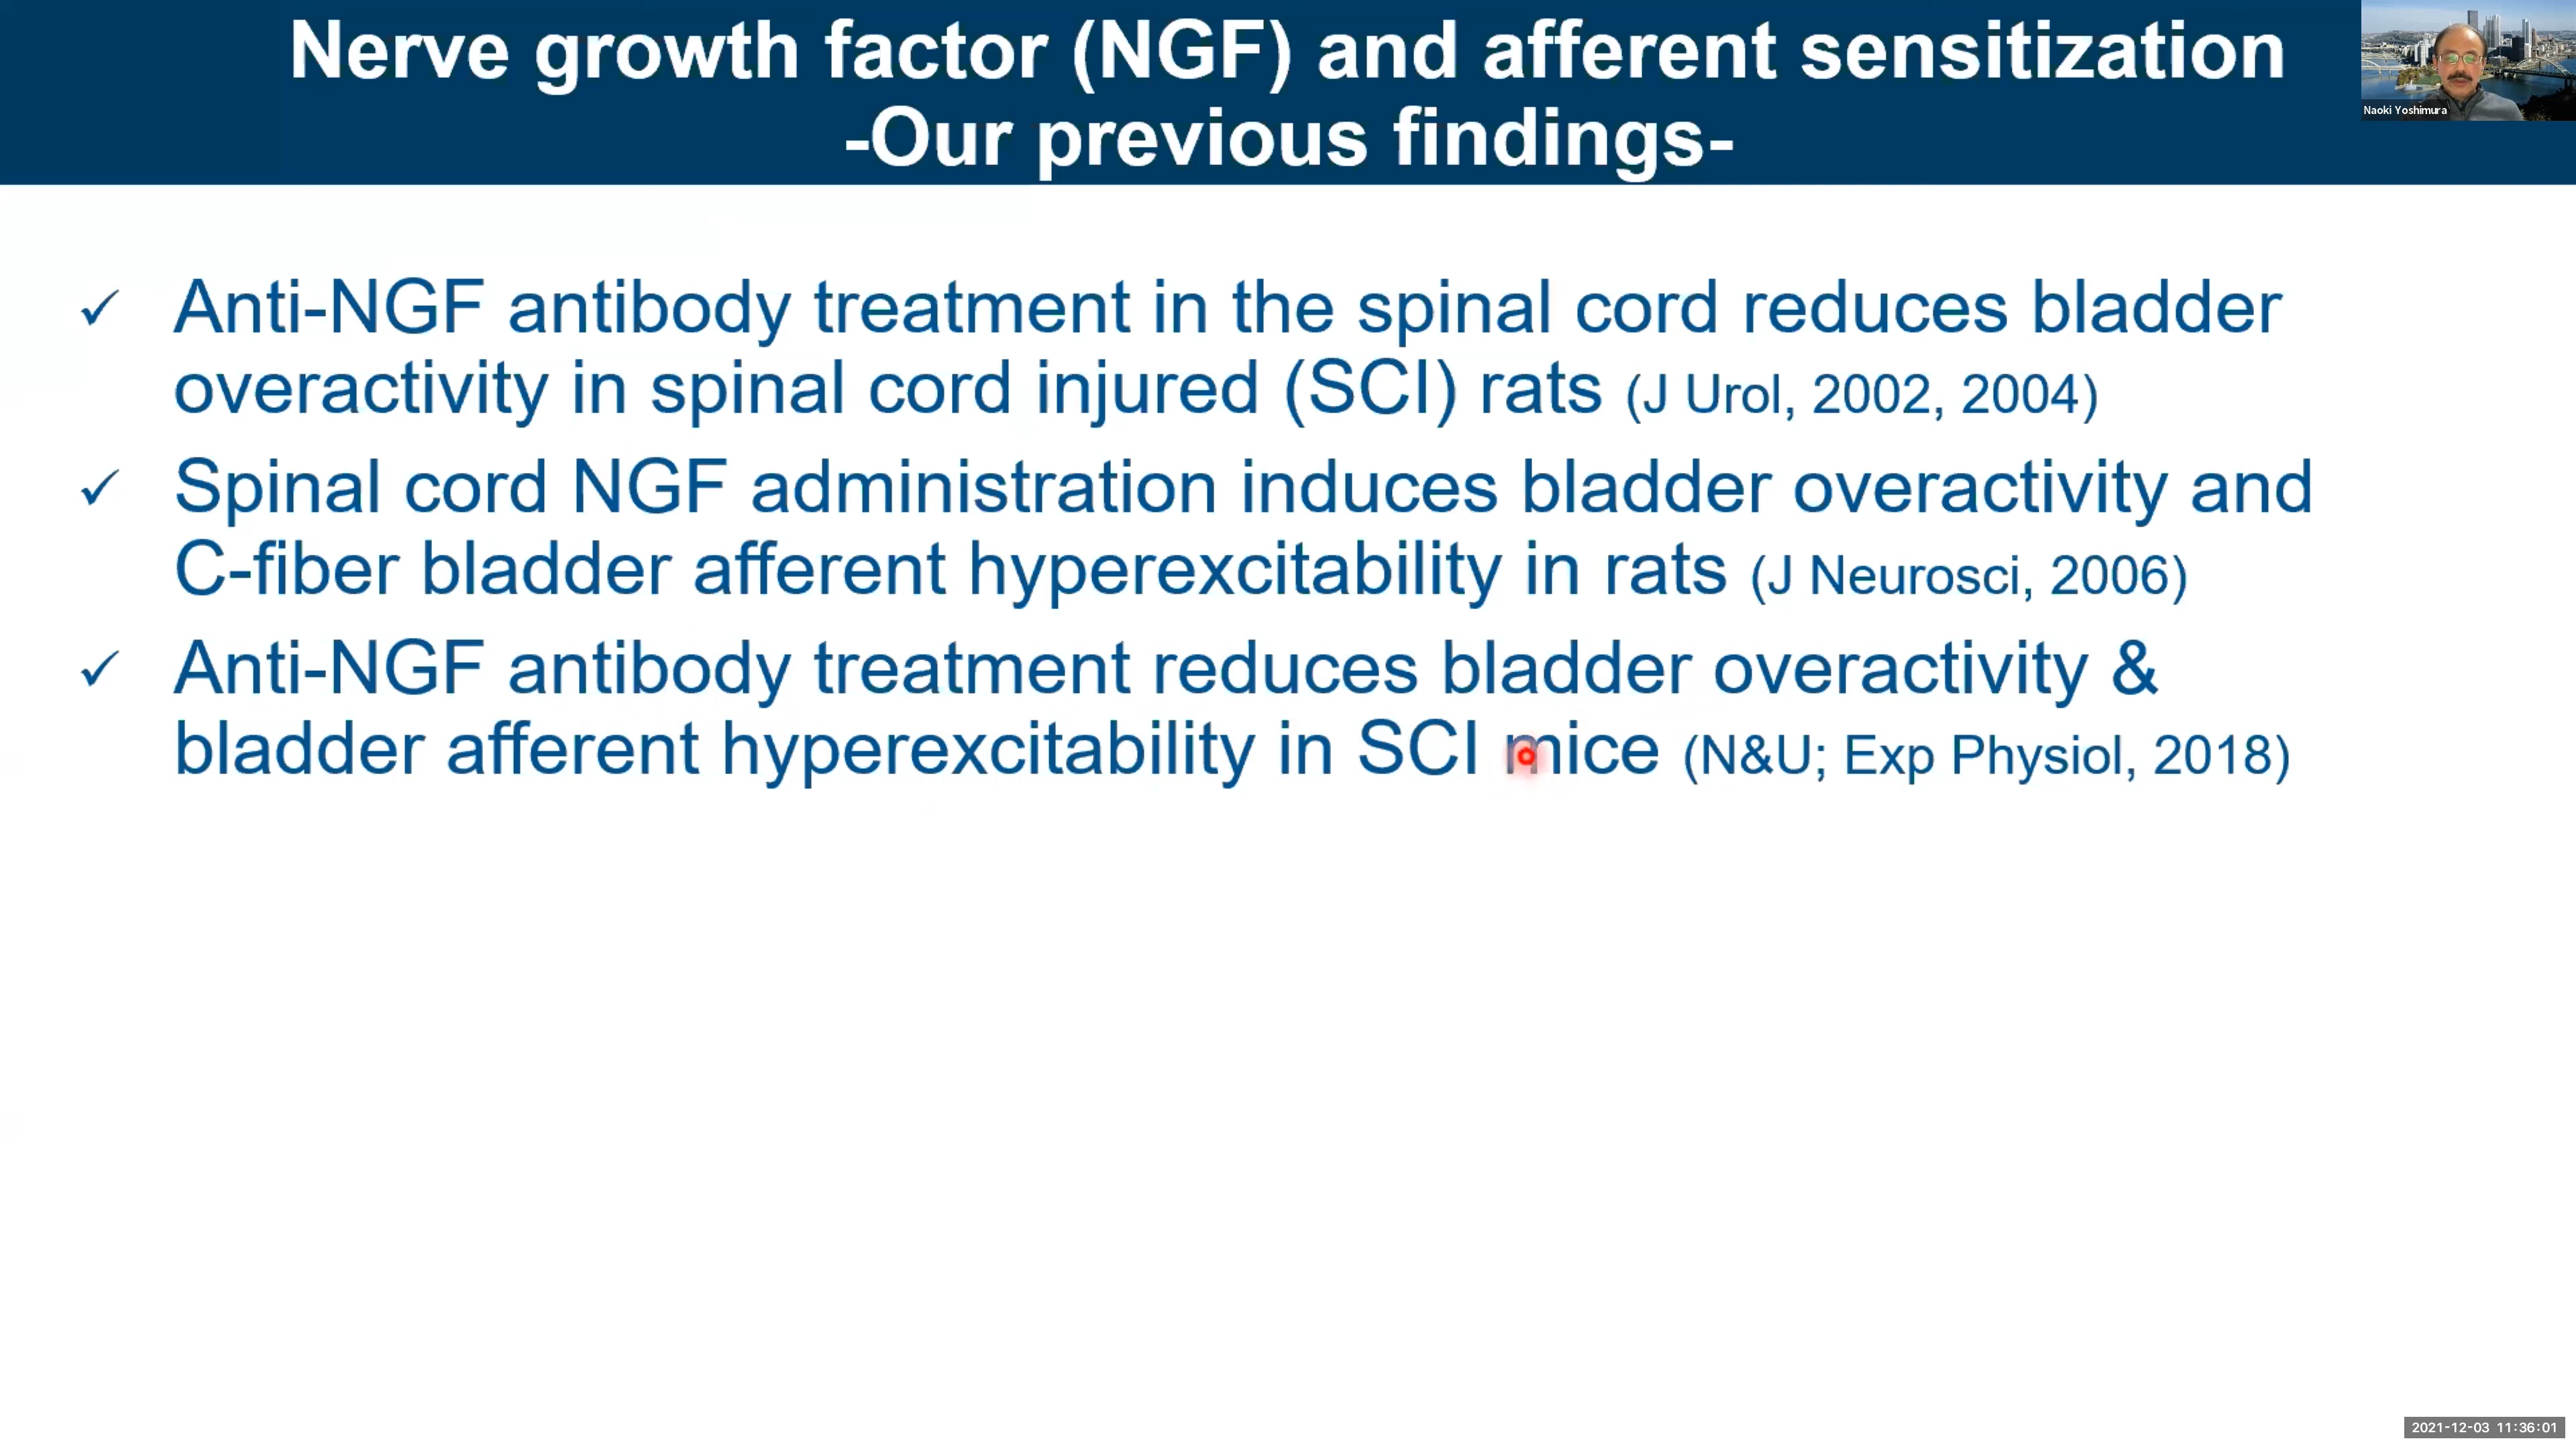 Nerve growth factor (NGF) and afferent sensitization
-Our previous findings-
Naoki Yoshimura
✓ Anti-NGF antibody treatment in the spinal cord reduces bladder
overactivity in spinal cord injured (SCI) rats (J Urol, 2002, 2004)
✓ Spinal cord NGF administration induces bladder overactivity and
C-fiber bladder afferent hyperexcitability in rats (J Neurosci, 2006)
✓ Anti-NGF antibody treatment reduces bladder overactivity &
bladder afferent hyperexcitability in SCI mice (N&U; Exp Physiol, 2018)
2021-12-03 11:36:01